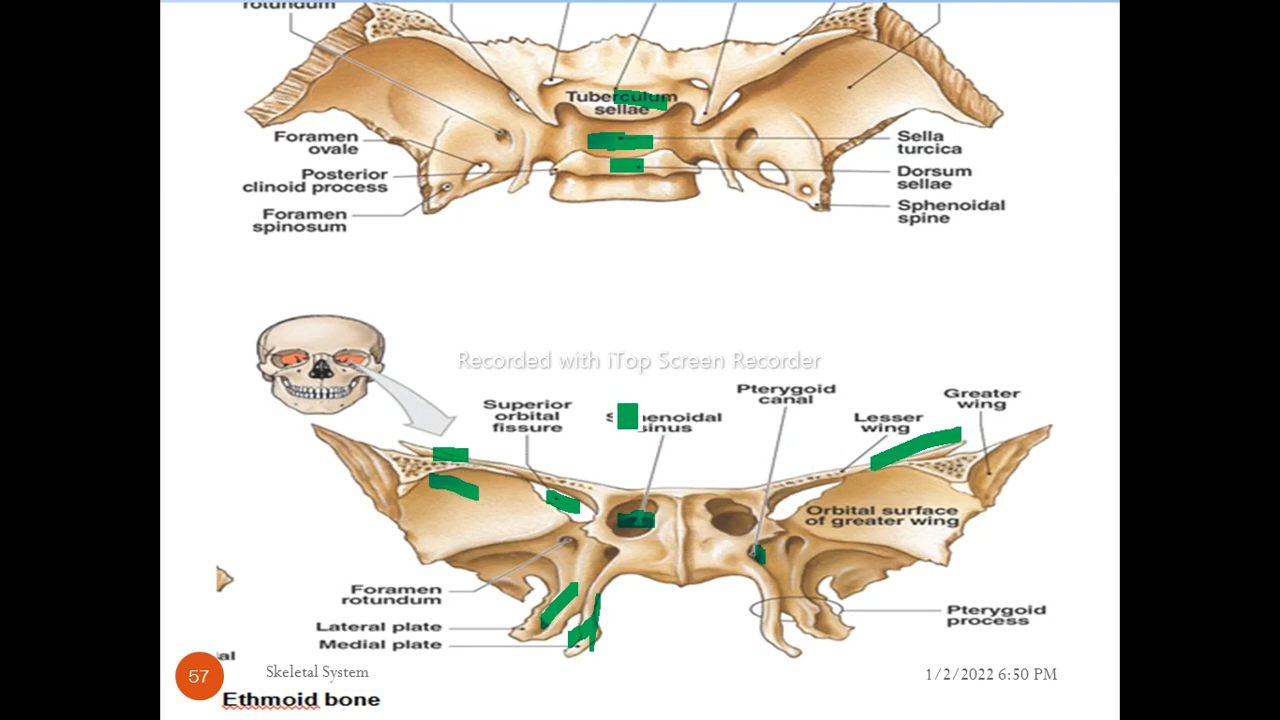 rotundum
Tuberculum
sellae
Foramen
ovale
Sella
turcica
Posterior
clinoid process
Dorsum
sellae
Foramen
spinosum
Sphenoidal
spine
Recorded with iTop Screen Recorder
Superior
orbital
fissure
sinus
Pterygoid
canal
Lesser
wing
Greater
wing
Orbital surface
of greater wing
Foramen
rotundum
Lateral plate
Medial plate
Pterygoid
process
57
Skeletal System
1/2/2022 6:50 PM
Ethmoid bone